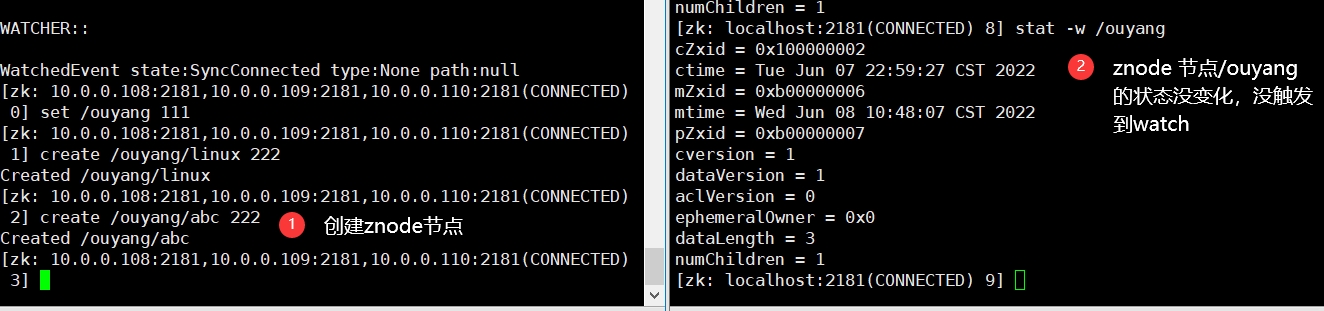 WATCHER::
WatchedEvent state:SyncConnected type:None path:null
[zk: 10.0.0.108:2181,10.0.0.109:2181,10.0.0.110:2181(CONNECTED)
0] set /ouyang 111
[zk: 10.0.0.108:2181,10.0.0.109:2181,10.0.0.110:2181(CONNECTED)
1] create /ouyang/linux 222
Created /ouyang/linux
[zk: 10.0.0.108:2181,10.0.0.109:2181,10.0.0.110:2181(CONNECTED)
2] create /ouyang/abc 222
1 创建znode节点
Created /ouyang/abc
[zk: 10.0.0.108:2181,10.0.0.109:2181,10.0.0.110:2181(CONNECTED)
3]
numChildren = 1
[zk: localhost:2181(CONNECTED) 8] stat -w /ouyang
cZxid = 0x100000002
ctime = Tue Jun 07 22:59:27 CST 2022
mZxid = 0xb00000006
mtime = Wed Jun 08 10:48:07 CST 2022
pZxid = 0xb00000007
cversion = 1
dataVersion = 1
aclVersion = 0
ephemeralOwner = 0x0
dataLength = 3
numChildren = 1
[zk: localhost:2181(CONNECTED) 9]
2 znode 节点/ouyang
的状态没变化，没触发
到watch